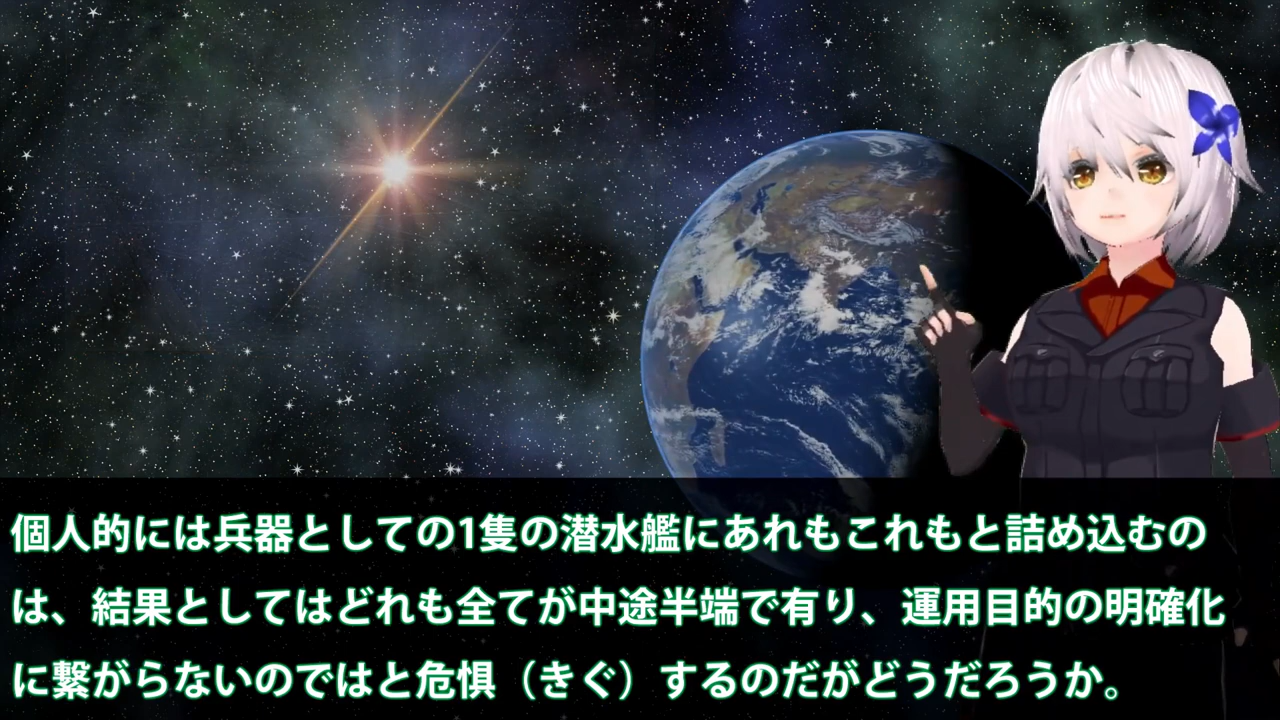 個人的には兵器としての1隻の潜水艦にあれもこれもと詰め込むの
は、結果としてはどれも全てが中途半端で有り、運用目的の明確化
に繋がらないのではと危惧（きぐ）するのだがどうだろうか。